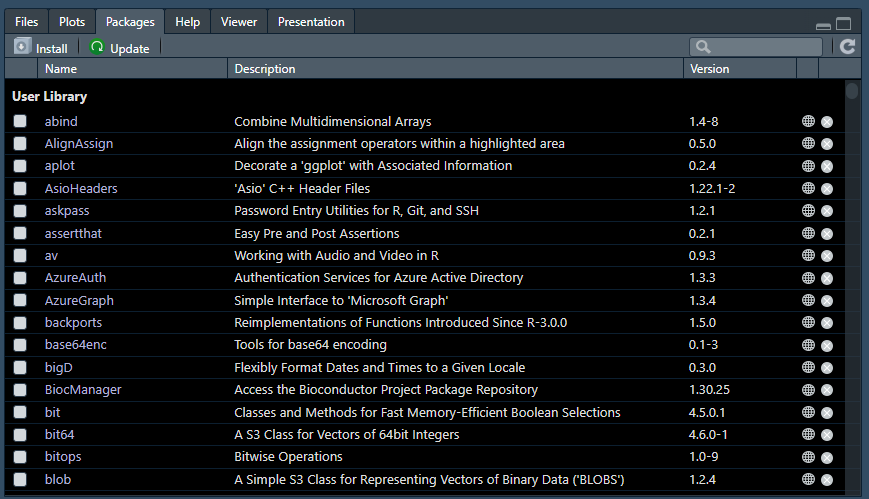 Files Plots Packages Help Viewer Presentation
Install Update
Name Description Version
User Library
abind Combine Multidimensional Arrays 1.4-8
AlignAssign Align the assignment operators within a highlighted area 0.5.0
aplot Decorate a 'ggplot' with Associated Information 0.2.4
AsioHeaders 'Asio' C++ Header Files 1.22.1-2
askpass Password Entry Utilities for R, Git, and SSH 1.2.1
assertthat Easy Pre and Post Assertions 0.2.1
av Working with Audio and Video in R 0.9.3
AzureAuth Authentication Services for Azure Active Directory 1.3.3
AzureGraph Simple Interface to 'Microsoft Graph' 1.3.4
backports Reimplementations of Functions Introduced Since R-3.0.0 1.5.0
base64enc Tools for base64 encoding 0.1-3
bigD Flexibly Format Dates and Times to a Given Locale 0.3.0
BiocManager Access the Bioconductor Project Package Repository 1.30.25
bit Classes and Methods for Fast Memory-Efficient Boolean Selections 4.5.0.1
bit64 A S3 Class for Vectors of 64bit Integers 4.6.0-1
bitops Bitwise Operations 1.0-9
blob A Simple S3 Class for Representing Vectors of Binary Data ('BLOBS') 1.2.4